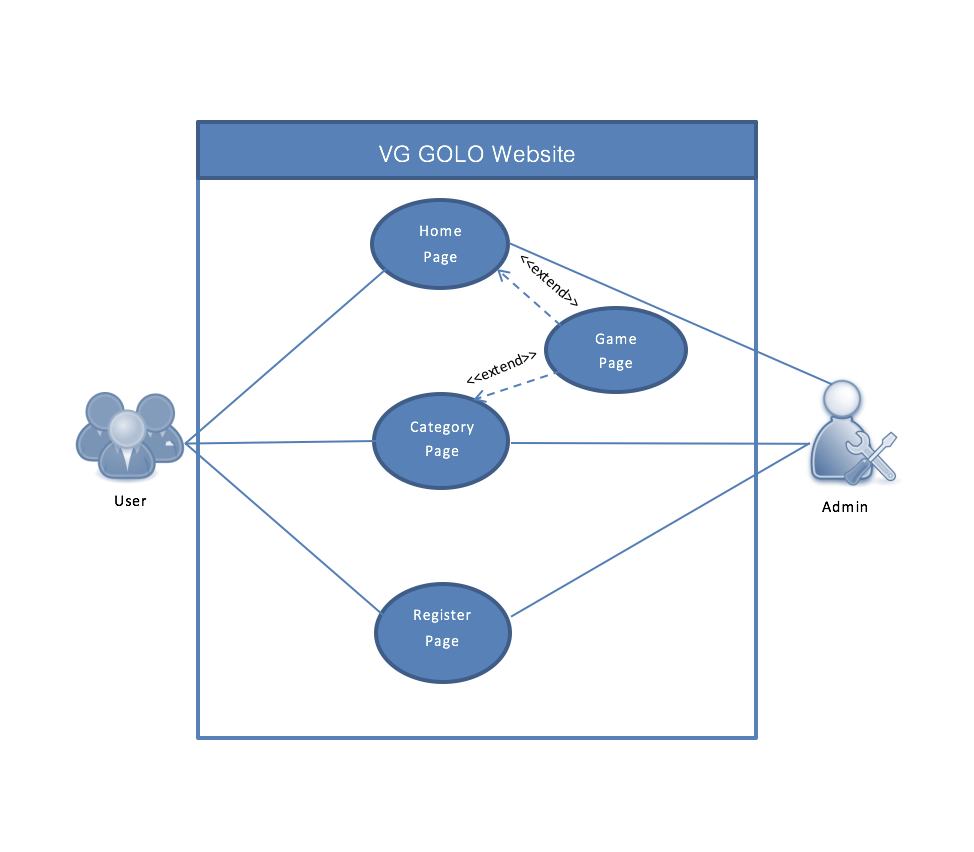 VG GOLO Website
Home
Page
<<extend>>
Game
Page
<<extend>>
Category
Page
User
Admin
Register
Page